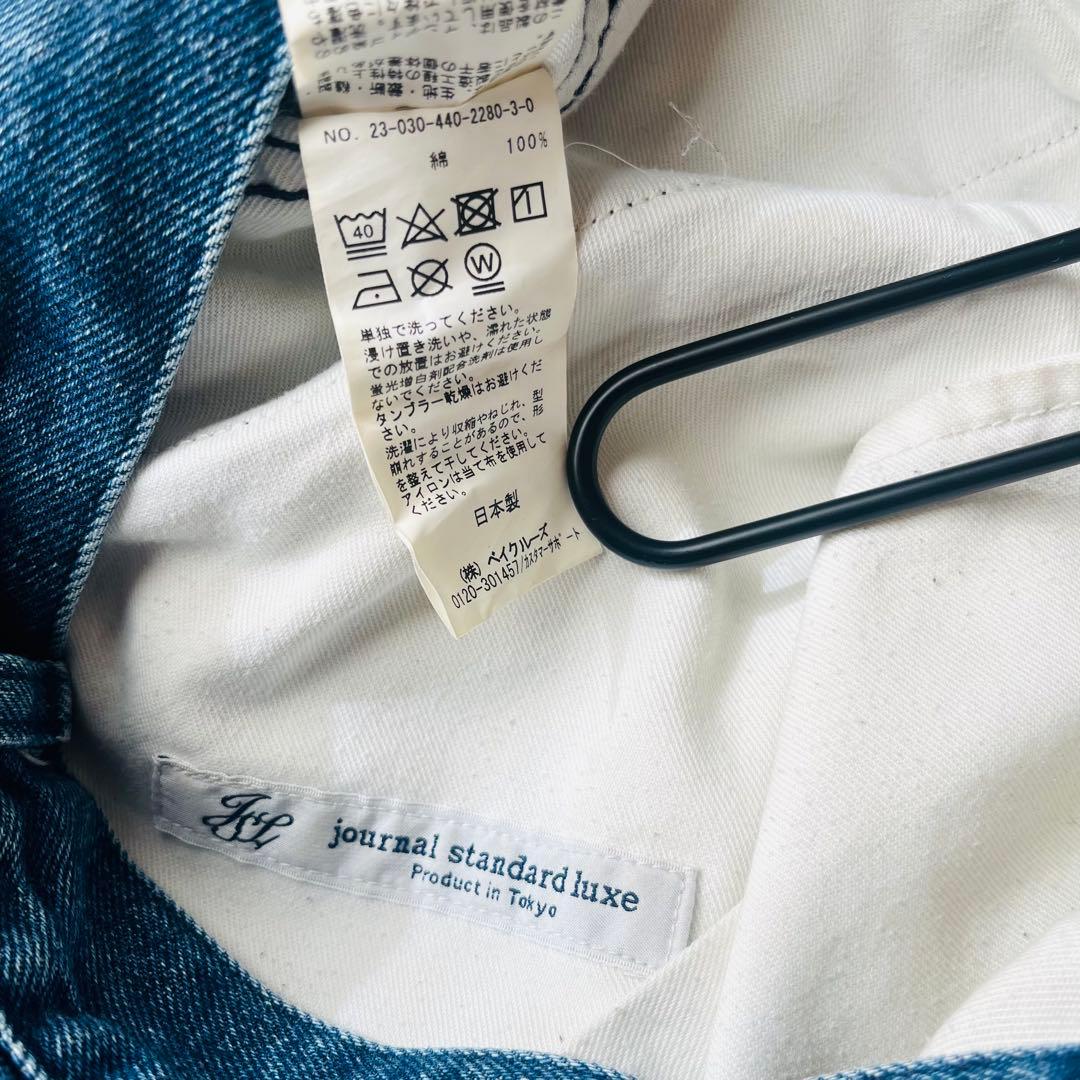 NO. 23-030-440-2280-3-0
綿 100%
40
W
単独で洗ってください。
浸け置き洗いや、濡れた状態
での放置はお避けください。
蛍光増白剤配合洗剤は使用し
ないでください。
タンブラー乾燥はお避けくだ
さい。
洗濯により収縮やねじれ、型
崩れすることがあるので、形
を整えて干してください。
アイロンは当て布を使用して
ください。
日本製
(株) ベイクルーズ
0120-301457/カスタマーサポート
JSL
journal standard luxe
Product in Tokyo